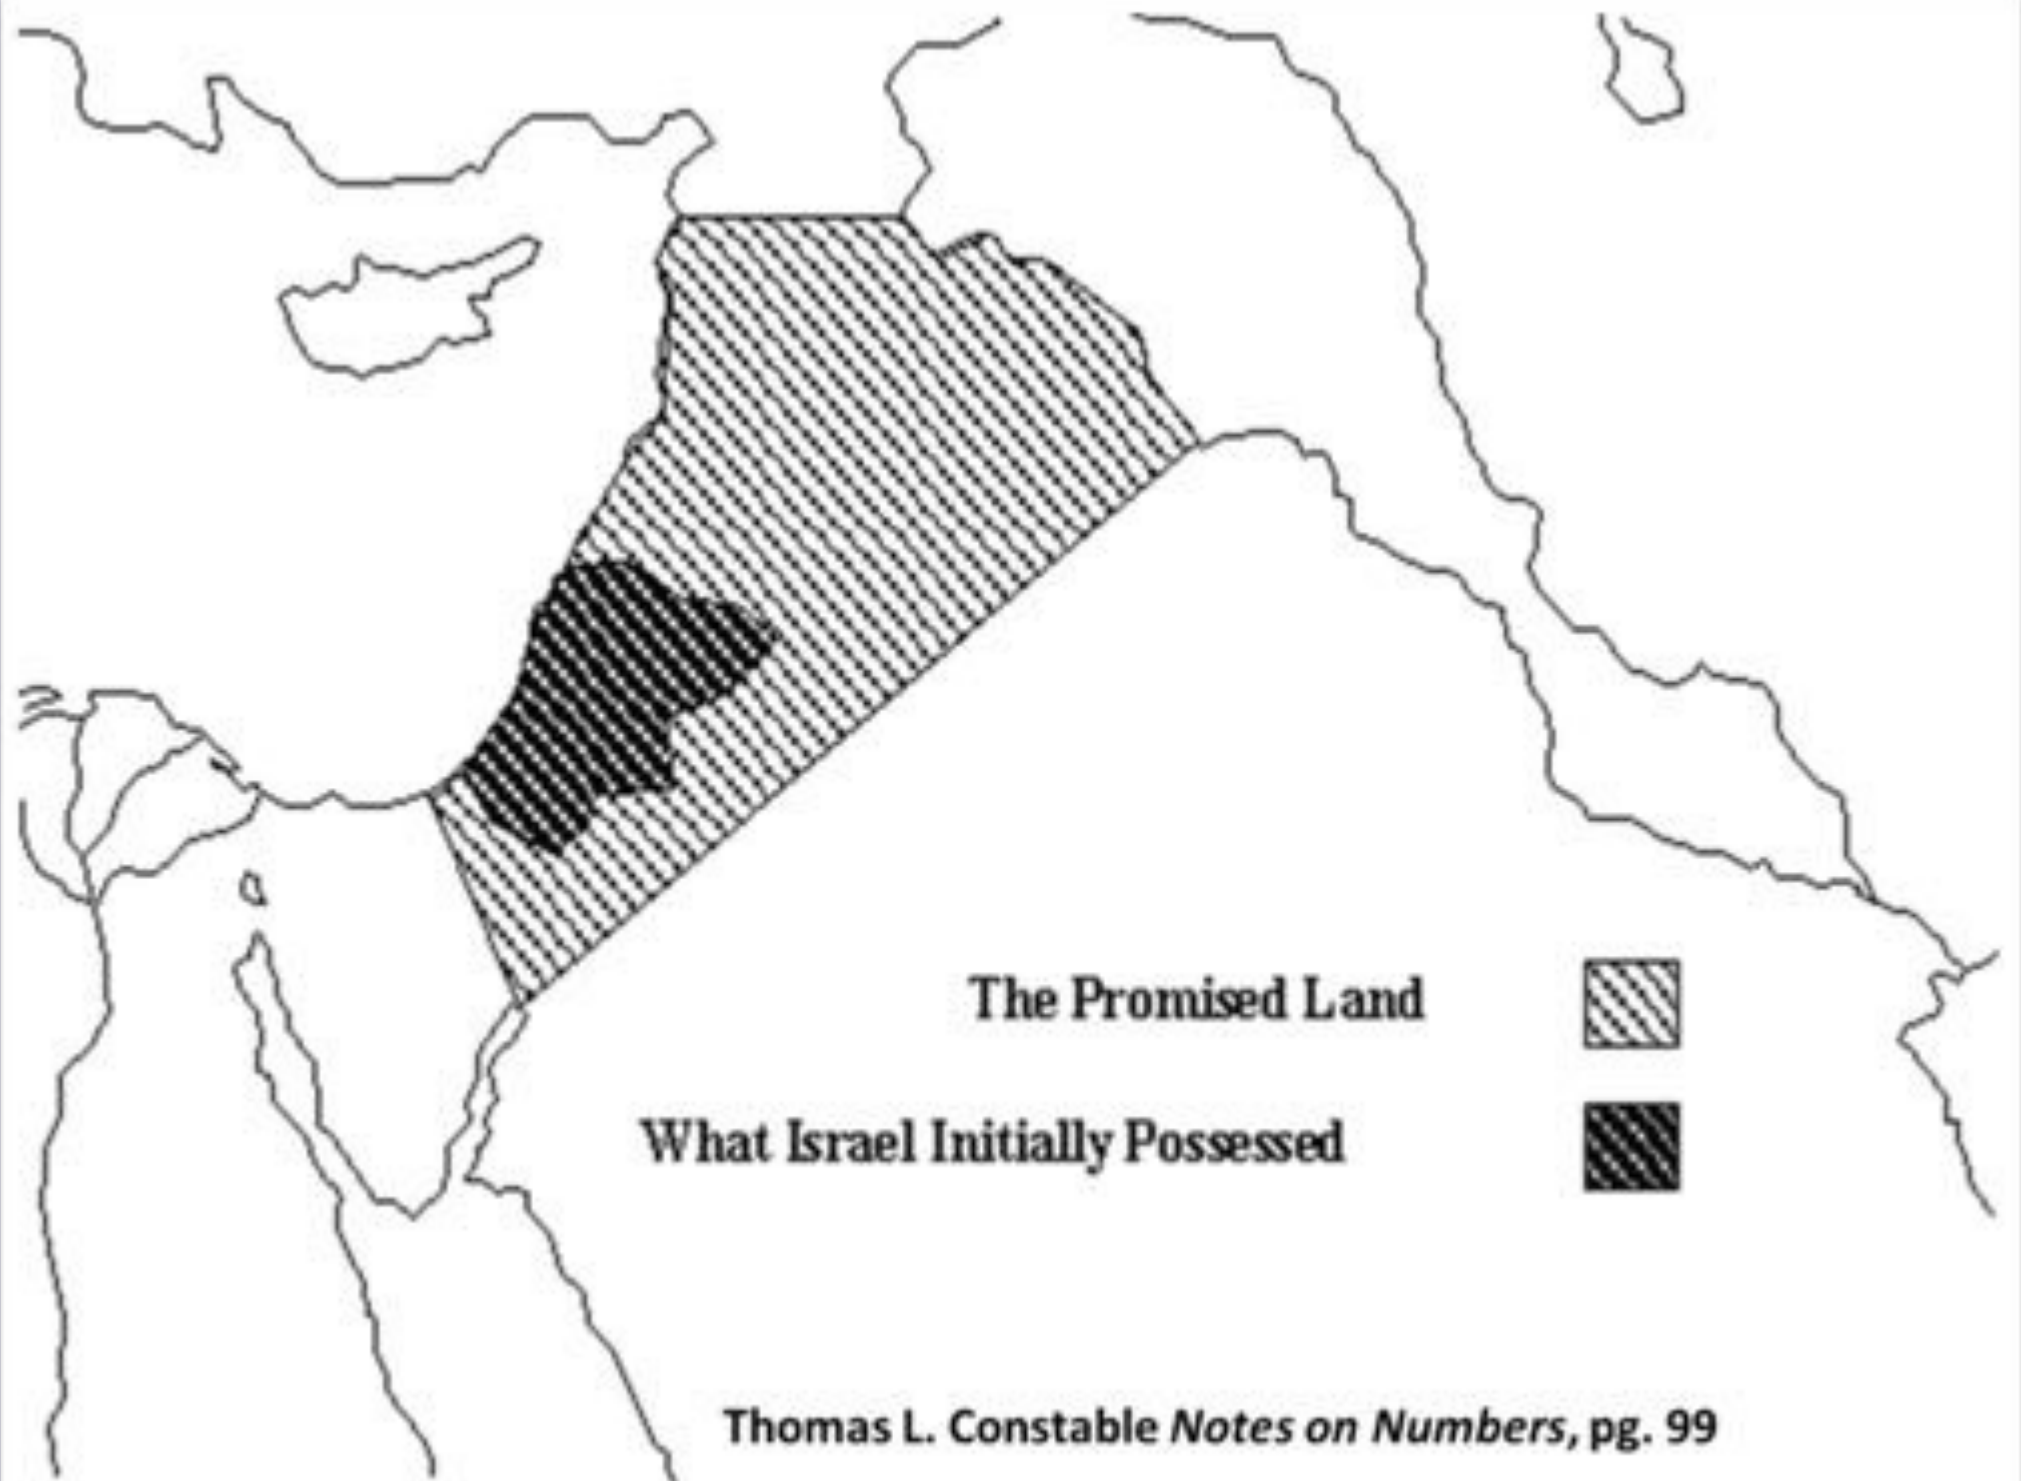 The Promised Land
What Israel Initially Possessed
Thomas L. Constable Notes on Numbers, pg. 99